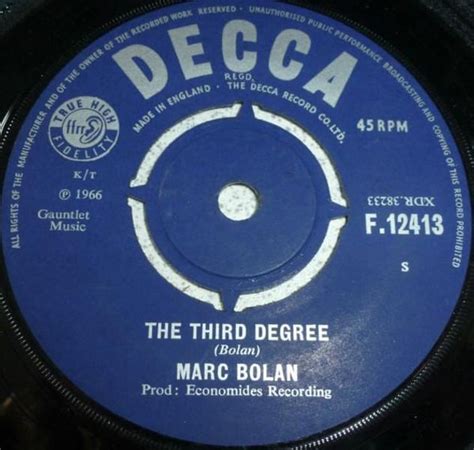 ALL RIGHTS OF THE MANUFACTURER AND OF THE OWNER OF THE RECORDED WORK RESERVED - UNAUTHORISED PUBLIC PERFORMANCE BROADCASTING AND COPYING OF THIS RECORD PROHIBITED
DECCA
REGD.
MADE IN ENGLAND · THE DECCA RECORD CO. LTD.
TRUE HIGH
ffrr
FIDELITY
45 RPM
K/T
℗ 1966
Gauntlet
Music
XDR.38233
F.12413
S
THE THIRD DEGREE
(Bolan)
MARC BOLAN
Prod: Economides Recording